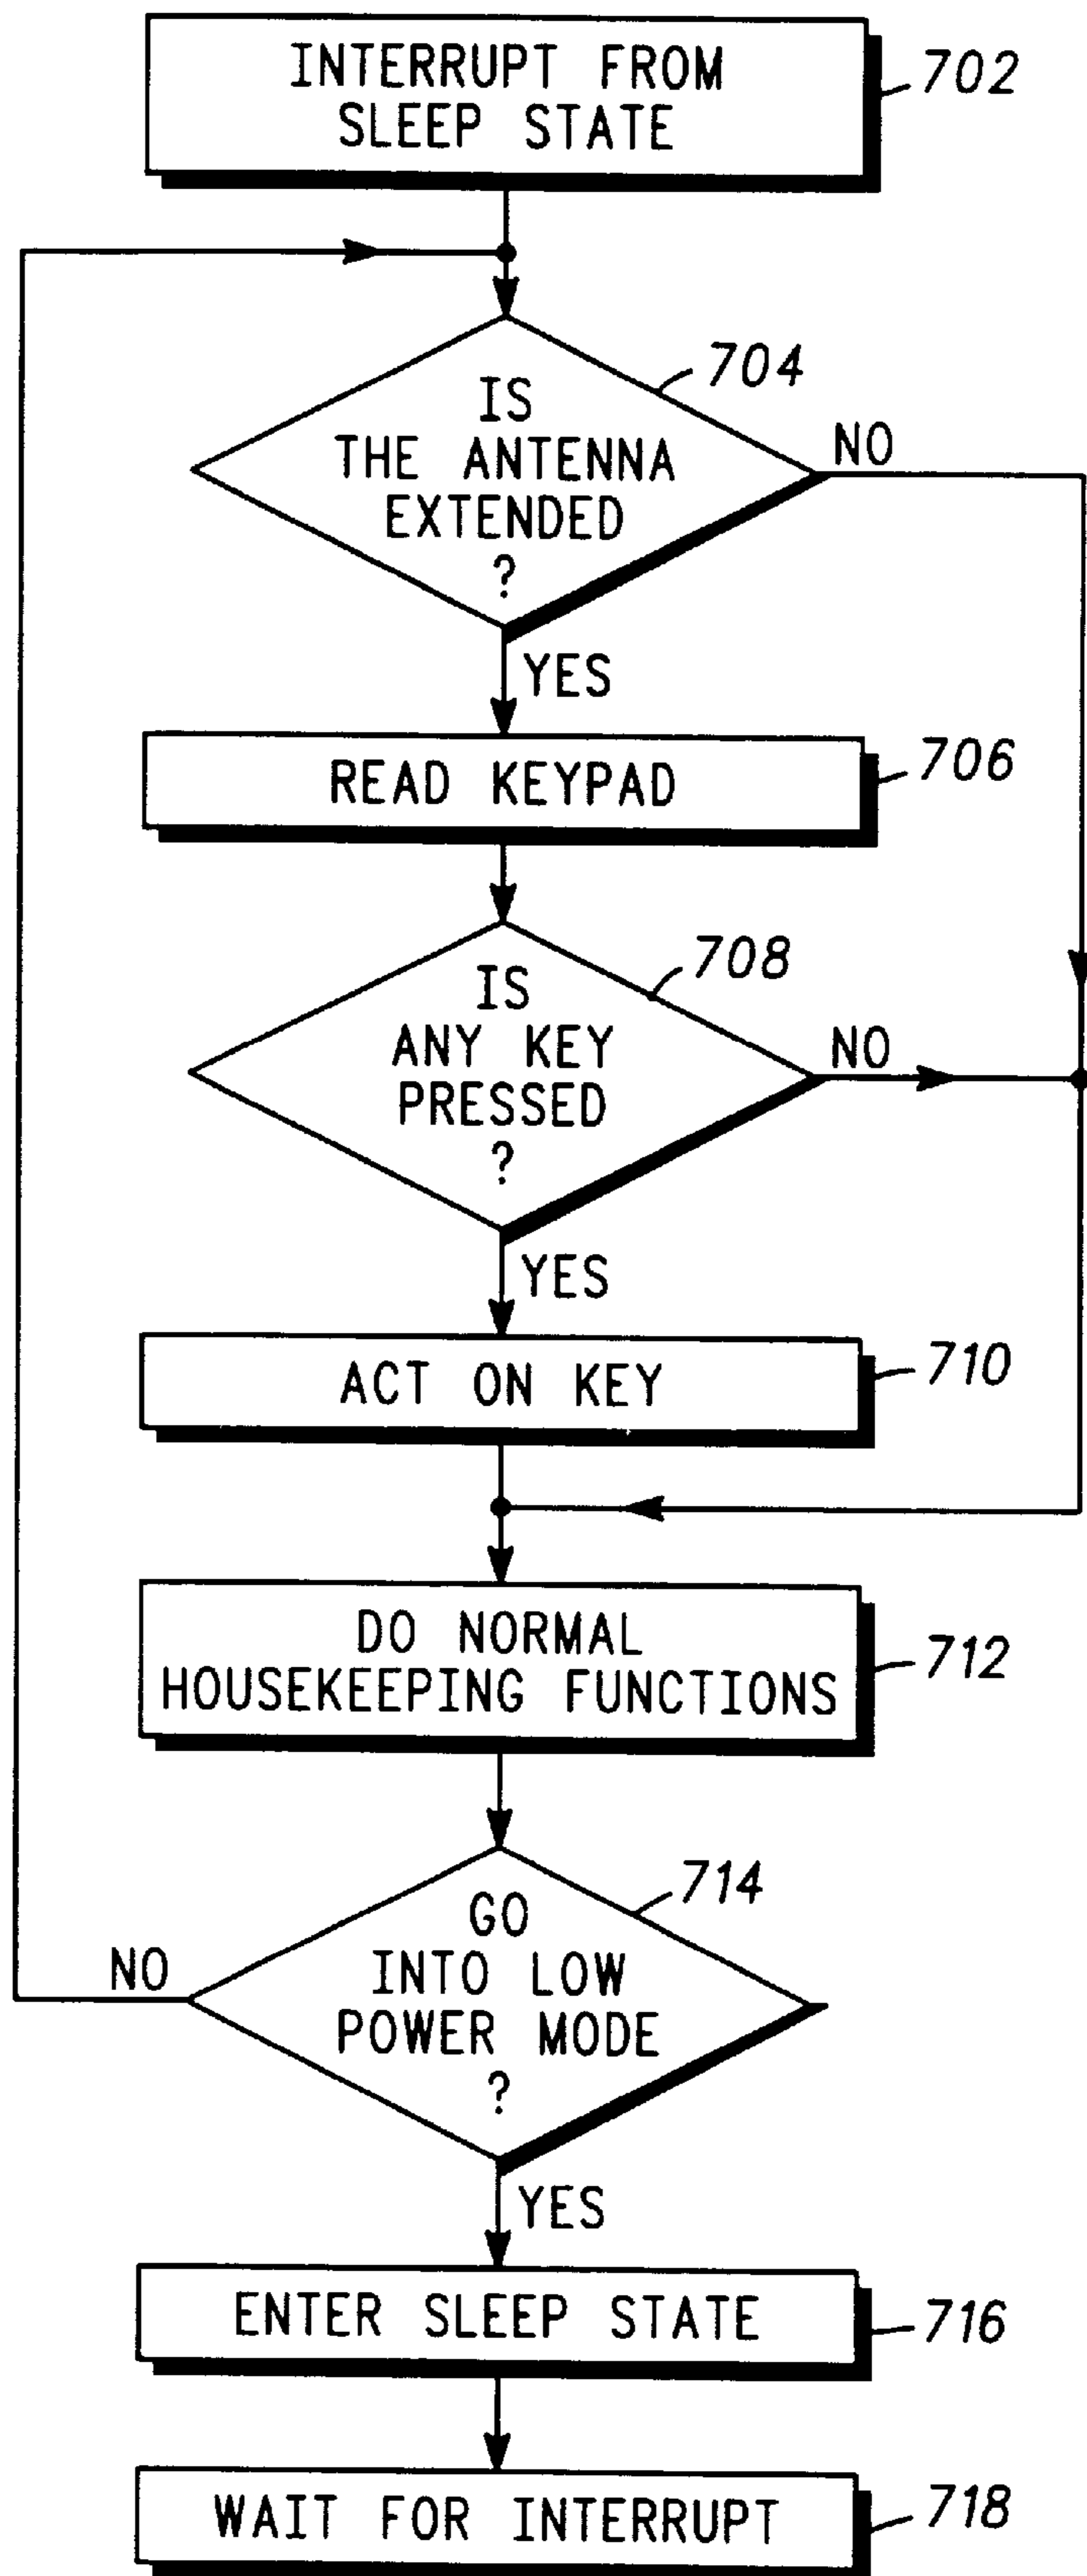 INTERRUPT FROM
SLEEP STATE
702
IS
THE ANTENNA
EXTENDED
?
704
NO
YES
READ KEYPAD
706
IS
ANY KEY
PRESSED
?
708
NO
YES
ACT ON KEY
710
DO NORMAL
HOUSEKEEPING FUNCTIONS
712
GO
INTO LOW
POWER MODE
?
714
NO
YES
ENTER SLEEP STATE
716
WAIT FOR INTERRUPT
718